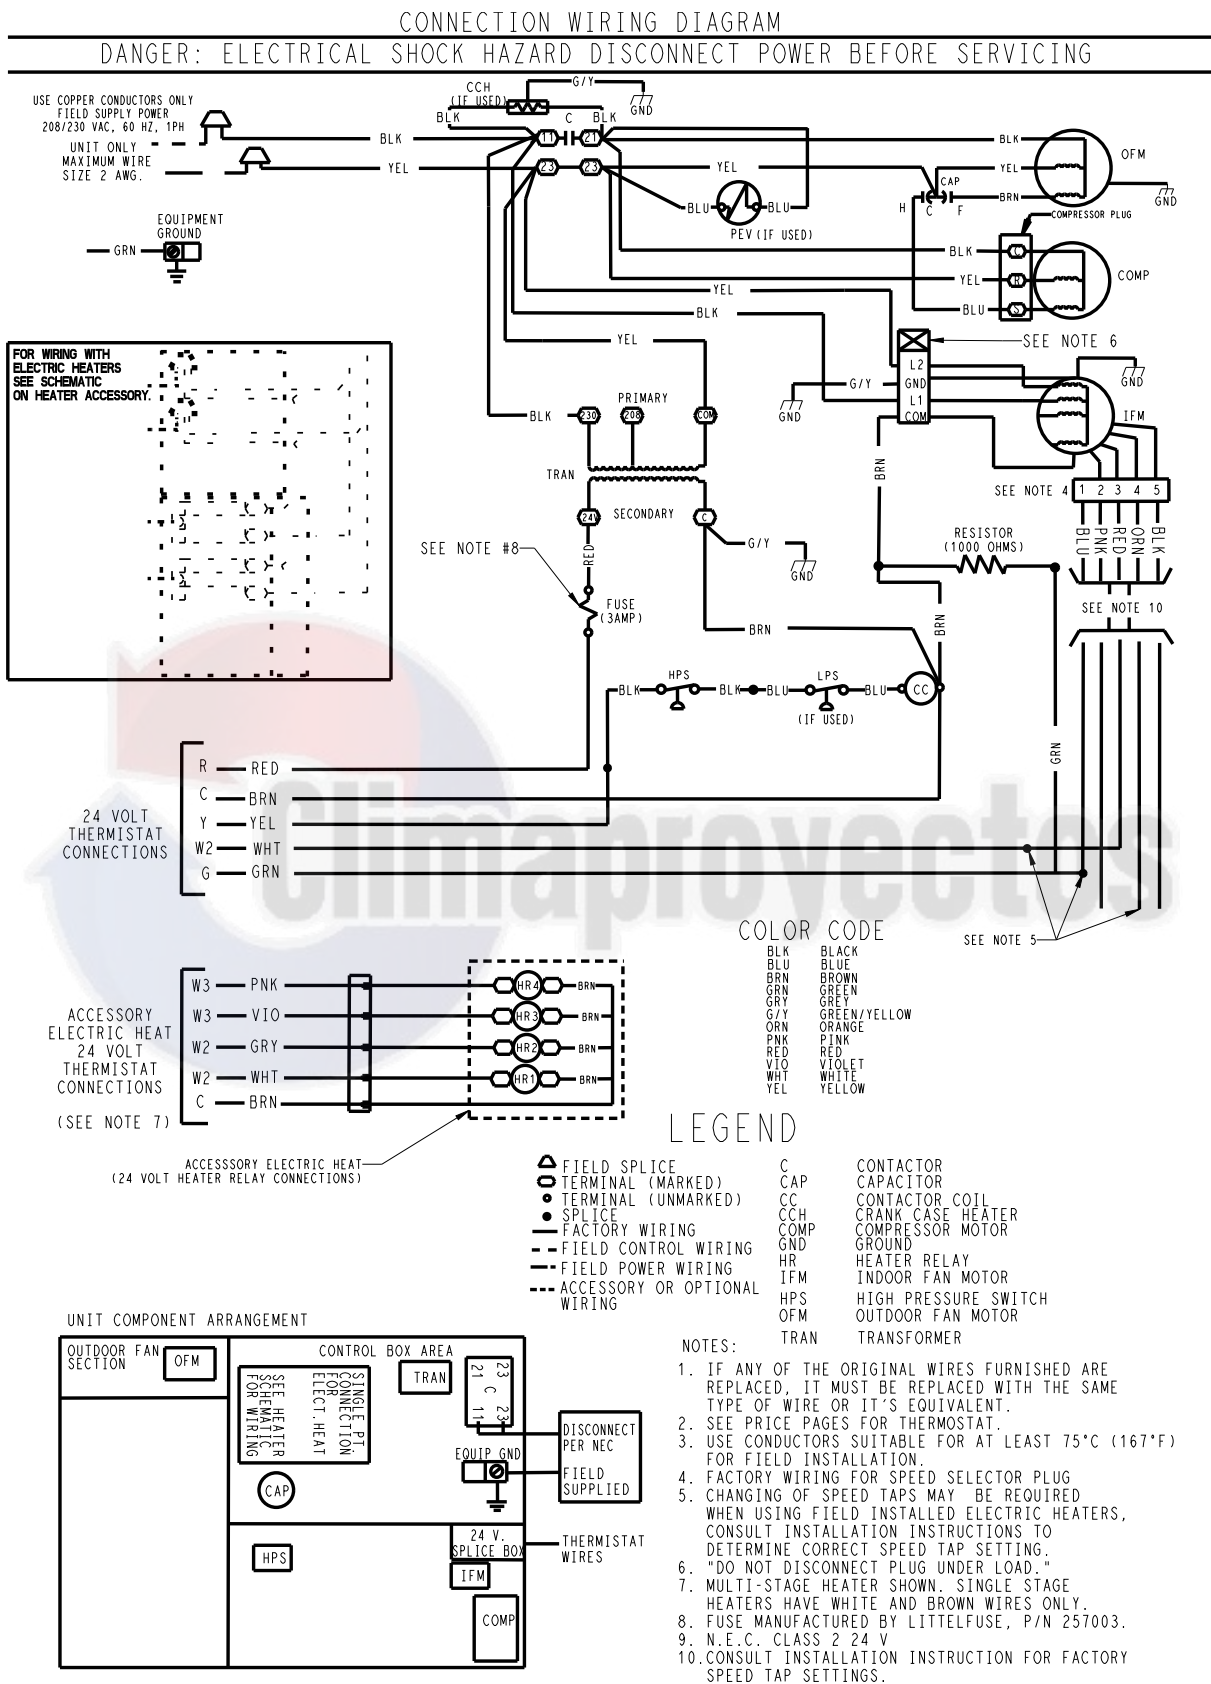 CONNECTION WIRING DIAGRAM
DANGER: ELECTRICAL SHOCK HAZARD DISCONNECT POWER BEFORE SERVICING
USE COPPER CONDUCTORS ONLY
FIELD SUPPLY POWER
208/230 VAC, 60 HZ, 1PH
UNIT ONLY
MAXIMUM WIRE
SIZE 2 AWG.
CCH
(IF USED)
G/Y
GND
BLK
C
BLK
BLK
11
21
BLK
OFM
YEL
23
23
YEL
YEL
CAP
BRN
GND
H
C
F
BLU
BLU
PEV(IF USED)
COMPRESSOR PLUG
EQUIPMENT
GROUND
GRN
BLK
C
YEL
R
COMP
BLU
S
YEL
BLK
YEL
SEE NOTE 6
L2
GND
L1
COM
G/Y
GND
GND
IFM
FOR WIRING WITH
ELECTRIC HEATERS
SEE SCHEMATIC
ON HEATER ACCESSORY.
PRIMARY
BLK
230
208
COM
TRAN
SECONDARY
24V
C
BRN
SEE NOTE 4
1 2 3 4 5
BLU
PNK
RED
ORN
BLK
RESISTOR
(1000 OHMS)
G/Y
GND
SEE NOTE #8
RED
FUSE
(3AMP)
SEE NOTE 10
BRN
BRN
HPS
LPS
BLK
BLK
BLU
BLU
CC
(IF USED)
GRN
24 VOLT
THERMISTAT
CONNECTIONS
R RED
C BRN
Y YEL
W2 WHT
G GRN
Climaproyectos
SEE NOTE 5
COLOR CODE
BLK BLACK
BLU BLUE
BRN BROWN
GRN GREEN
GRY GREY
G/Y GREEN/YELLOW
ORN ORANGE
PNK PINK
RED RED
VIO VIOLET
WHT WHITE
YEL YELLOW
ACCESSORY
ELECTRIC HEAT
24 VOLT
THERMISTAT
CONNECTIONS
(SEE NOTE 7)
W3 PNK HR4 BRN
W3 VIO HR3 BRN
W2 GRY HR2 BRN
W2 WHT HR1 BRN
C BRN
ACCESSSORY ELECTRIC HEAT
(24 VOLT HEATER RELAY CONNECTIONS)
LEGEND
FIELD SPLICE
TERMINAL (MARKED)
TERMINAL (UNMARKED)
SPLICE
FACTORY WIRING
FIELD CONTROL WIRING
FIELD POWER WIRING
ACCESSORY OR OPTIONAL
WIRING
C CONTACTOR
CAP CAPACITOR
CC CONTACTOR COIL
CCH CRANK CASE HEATER
COMP COMPRESSOR MOTOR
GND GROUND
HR HEATER RELAY
IFM INDOOR FAN MOTOR
HPS HIGH PRESSURE SWITCH
OFM OUTDOOR FAN MOTOR
TRAN TRANSFORMER
UNIT COMPONENT ARRANGEMENT
OUTDOOR FAN
SECTION
OFM
CONTROL BOX AREA
SINGLE PT.
CONNECTION
FOR
ELECT. HEAT
SEE HEATER
SCHEMATIC
FOR WIRING
TRAN
23
21
C
23
11
DISCONNECT
PER NEC
FIELD
SUPPLIED
EQUIP GND
CAP
HPS
24 V.
SPLICE BOX
THERMISTAT
WIRES
IFM
COMP
NOTES:
1. IF ANY OF THE ORIGINAL WIRES FURNISHED ARE
REPLACED, IT MUST BE REPLACED WITH THE SAME
TYPE OF WIRE OR IT'S EQUIVALENT.
2. SEE PRICE PAGES FOR THERMOSTAT.
3. USE CONDUCTORS SUITABLE FOR AT LEAST 75°C (167°F)
FOR FIELD INSTALLATION.
4. FACTORY WIRING FOR SPEED SELECTOR PLUG
5. CHANGING OF SPEED TAPS MAY BE REQUIRED
WHEN USING FIELD INSTALLED ELECTRIC HEATERS,
CONSULT INSTALLATION INSTRUCTIONS TO
DETERMINE CORRECT SPEED TAP SETTING.
6. "DO NOT DISCONNECT PLUG UNDER LOAD."
7. MULTI-STAGE HEATER SHOWN. SINGLE STAGE
HEATERS HAVE WHITE AND BROWN WIRES ONLY.
8. FUSE MANUFACTURED BY LITTELFUSE, P/N 257003.
9. N.E.C. CLASS 2 24 V
10.CONSULT INSTALLATION INSTRUCTION FOR FACTORY
SPEED TAP SETTINGS.